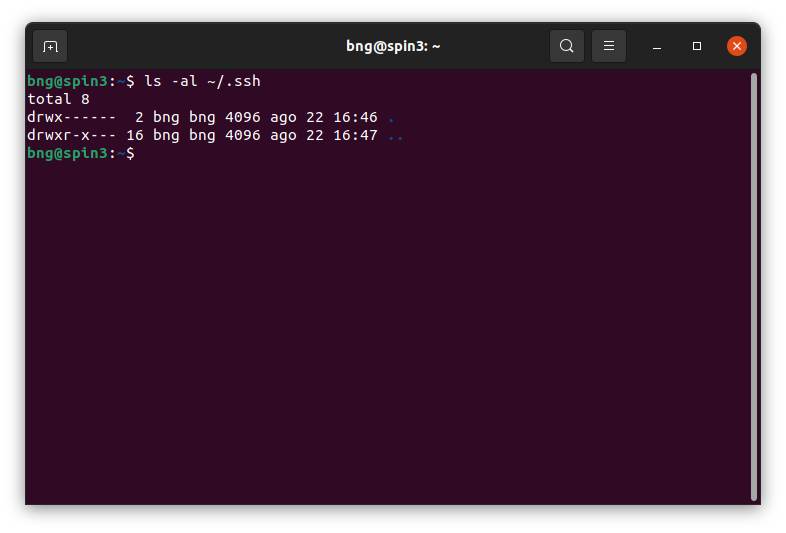 bng@spin3: ~
bng@spin3:~$ ls -al ~/.ssh
total 8
drwx------  2 bng bng 4096 ago 22 16:46 .
drwxr-x--- 16 bng bng 4096 ago 22 16:47 ..
bng@spin3:~$